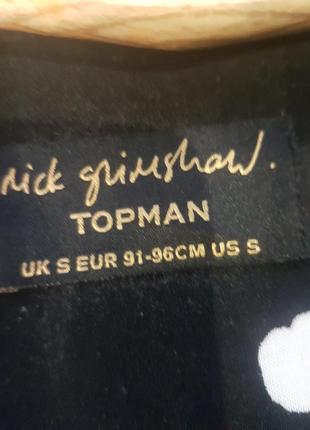 nick grimshaw.
TOPMAN
UK S EUR 91-96CM US S